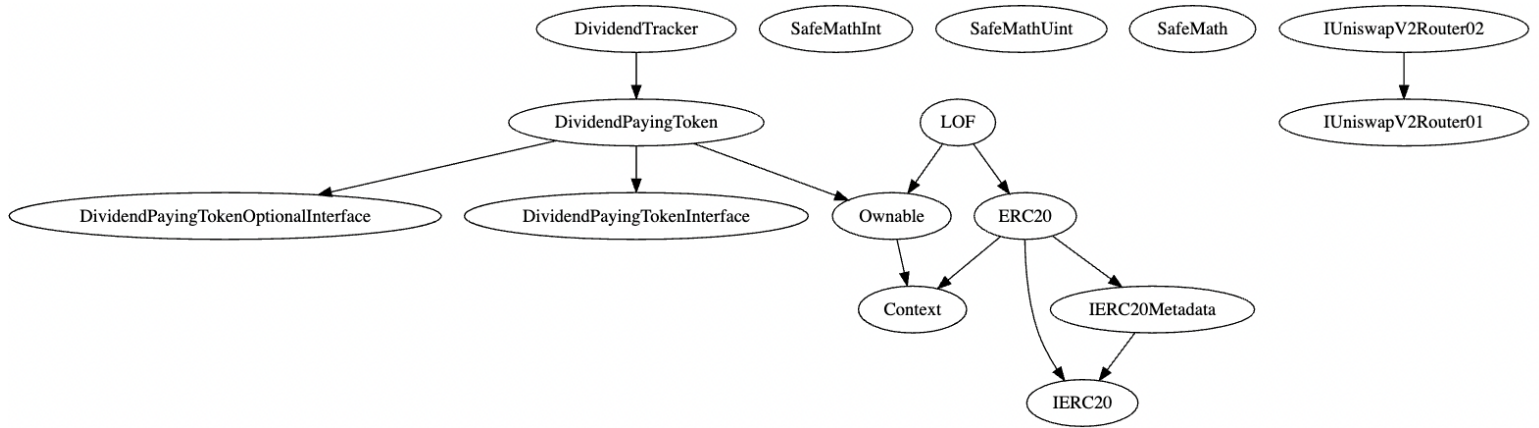 DividendTracker
SafeMathInt
SafeMathUint
SafeMath
IUniswapV2Router02
DividendPayingToken
LOF
IUniswapV2Router01
DividendPayingTokenOptionalInterface
DividendPayingTokenInterface
Ownable
ERC20
Context
IERC20Metadata
IERC20